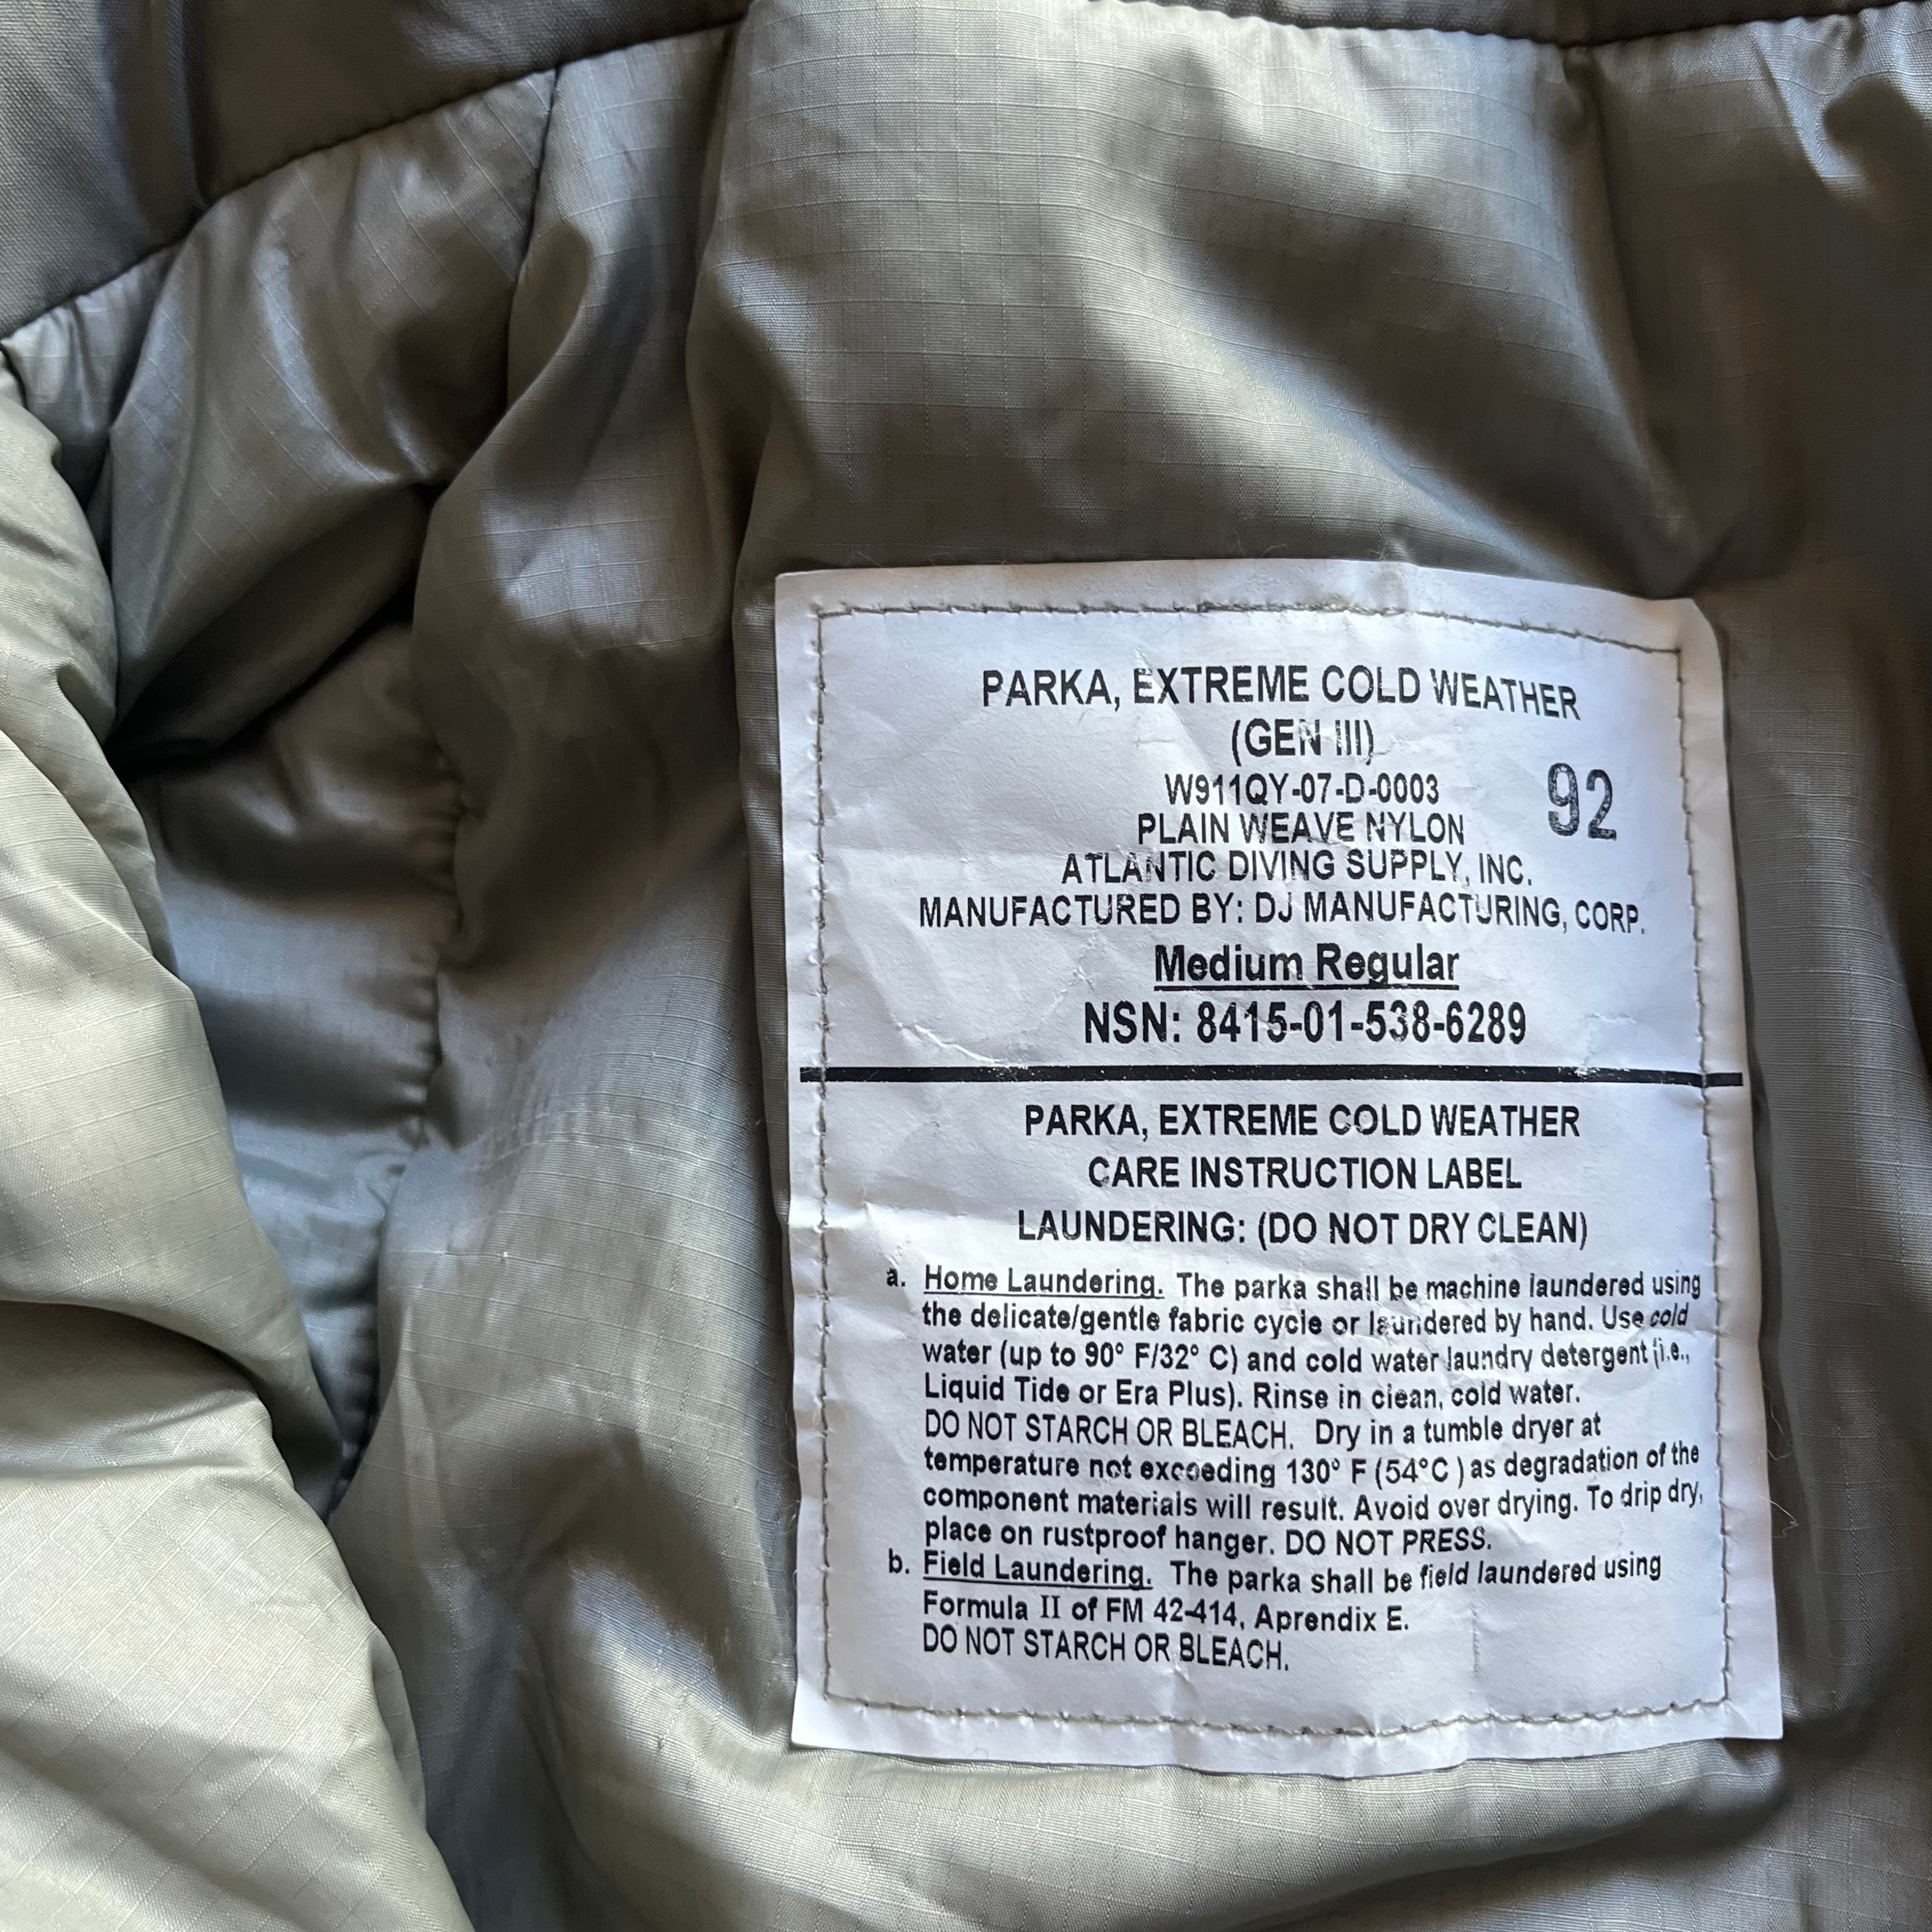 PARKA, EXTREME COLD WEATHER
(GEN III)
W911QY-07-D-0003
92
PLAIN WEAVE NYLON
ATLANTIC DIVING SUPPLY, INC.
MANUFACTURED BY: DJ MANUFACTURING, CORP.
Medium Regular
NSN: 8415-01-538-6289
PARKA, EXTREME COLD WEATHER
CARE INSTRUCTION LABEL
LAUNDERING: (DO NOT DRY CLEAN)
a. Home Laundering. The parka shall be machine laundered using
the delicate/gentle fabric cycle or laundered by hand. Use cold
water (up to 90° F/32° C) and cold water laundry detergent (i.e.,
Liquid Tide or Era Plus). Rinse in clean, cold water.
DO NOT STARCH OR BLEACH. Dry in a tumble dryer at
temperature not exceeding 130° F (54°C ) as degradation of the
component materials will result. Avoid over drying. To drip dry,
place on rustproof hanger. DO NOT PRESS.
b. Field Laundering. The parka shall be field laundered using
Formula II of FM 42-414, Aprendix E.
DO NOT STARCH OR BLEACH.